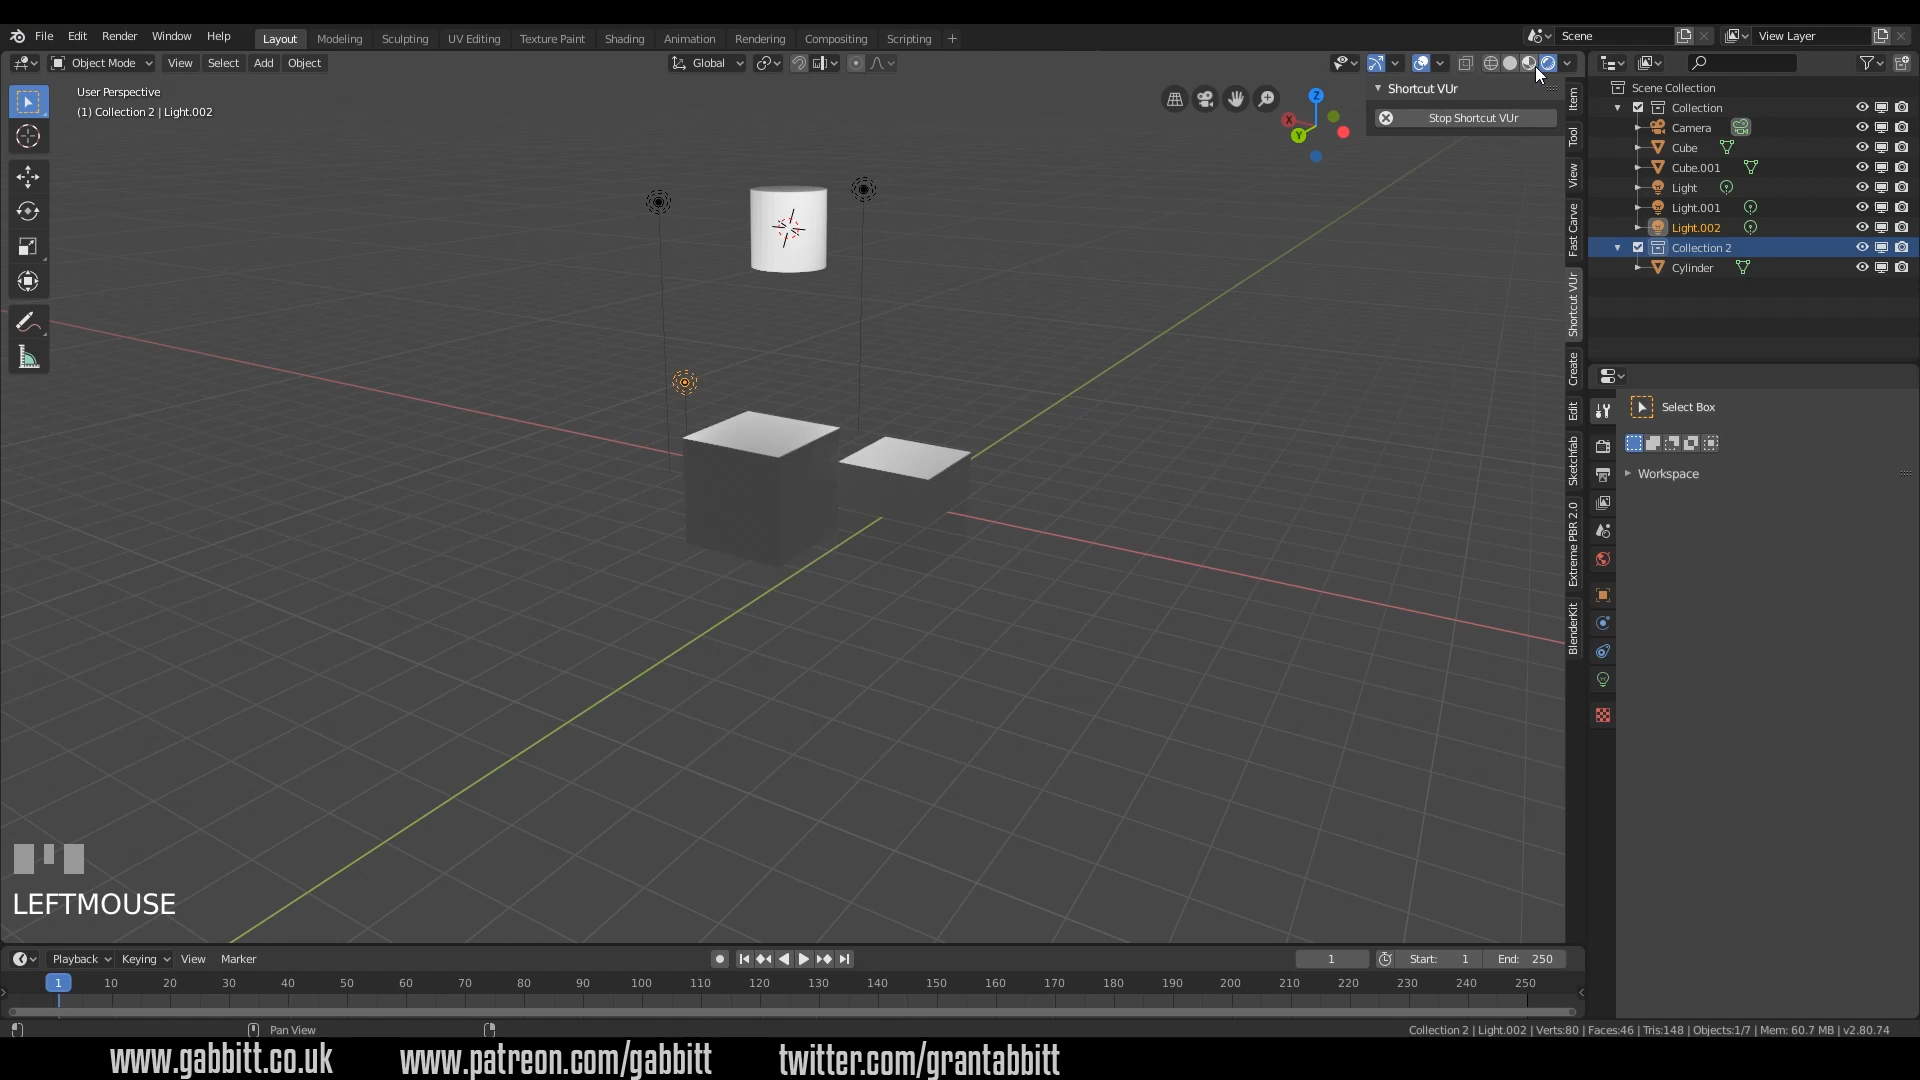 File Edit Render Window Help Layout Modeling Sculpting UV Editing Texture Paint Shading Animation Rendering Compositing Scripting + Scene View Layer
Object Mode View Select Add Object Global
User Perspective
(1) Collection 2 | Light.002
Shortcut VUr
Stop Shortcut VUr
Z
X
Y
Item
Tool
View
Fast Carve
Shortcut VUr
Create
Edit
Sketchfab
Extreme PBR 2.0
BlenderKit
Scene Collection
Collection
Camera
Cube
Cube.001
Light
Light.001
Light.002
Collection 2
Cylinder
Select Box
Workspace
LEFTMOUSE
Playback Keying View Marker 1 Start: 1 End: 250
1 10 20 30 40 50 60 70 80 90 100 110 120 130 140 150 160 170 180 190 200 210 220 230 240 250
Pan View Collection 2 | Light.002 | Verts:80 | Faces:46 | Tris:148 | Objects:1/7 | Mem: 60.7 MB | v2.80.74
www.gabbitt.co.uk www.patreon.com/gabbitt twitter.com/grantabbitt